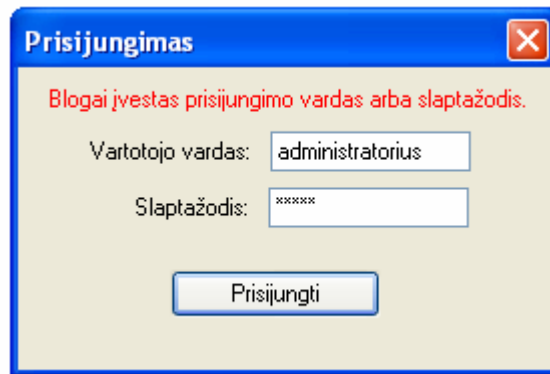 Prisijungimas
Blogai įvestas prisijungimo vardas arba slaptažodis.
Vartotojo vardas: administratorius
Slaptažodis: *****
Prisijungti